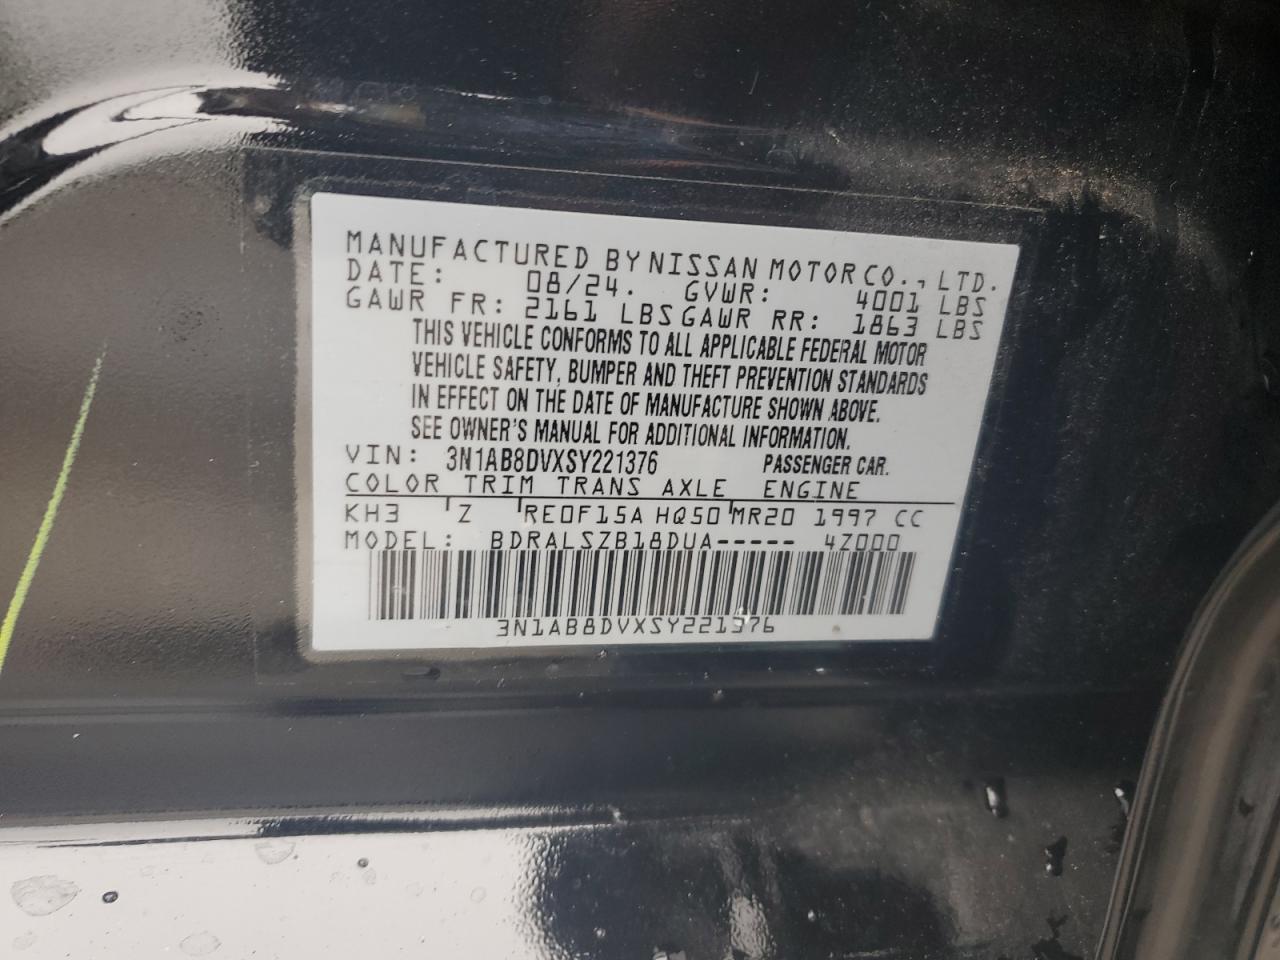 MANUFACTURED BY NISSAN MOTOR CO., LTD.
DATE: 08/24. GVWR: 4001 LBS
GAWR FR: 2161 LBS GAWR RR: 1863 LBS
THIS VEHICLE CONFORMS TO ALL APPLICABLE FEDERAL MOTOR
VEHICLE SAFETY, BUMPER AND THEFT PREVENTION STANDARDS
IN EFFECT ON THE DATE OF MANUFACTURE SHOWN ABOVE.
SEE OWNER'S MANUAL FOR ADDITIONAL INFORMATION.
VIN: 3N1AB8DVXSY221376 PASSENGER CAR.
COLOR TRIM TRANS AXLE ENGINE
KH3 Z RE0F15A HQ50 MR20 1997 CC
MODEL: BDRALSZB18DUA----- 4Z000
3N1AB8DVXSY221376